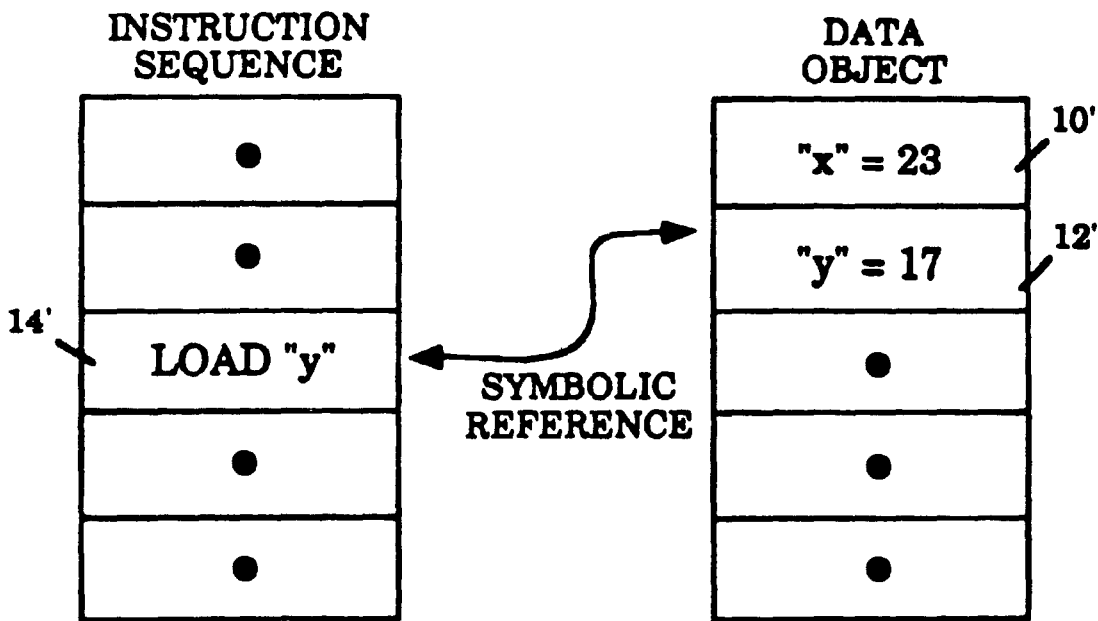 INSTRUCTION
SEQUENCE
DATA
OBJECT
10'
"x" = 23
12'
"y" = 17
14'
LOAD "y"
SYMBOLIC
REFERENCE